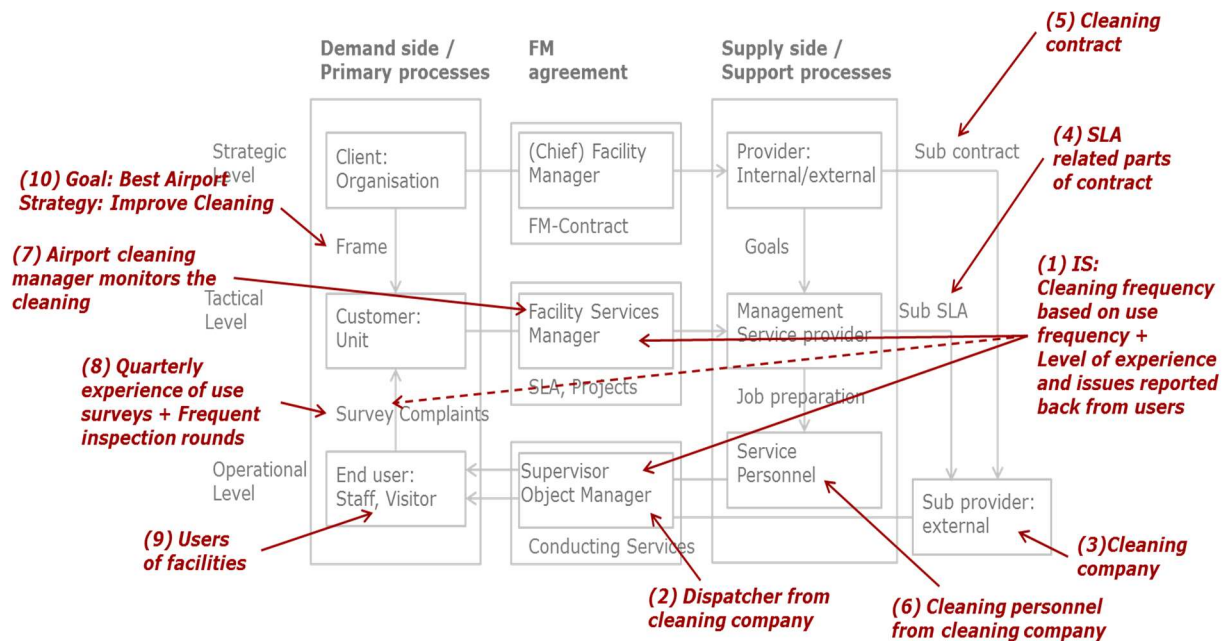 (5) Cleaning
contract
Demand side /
Primary processes
FM
agreement
Supply side /
Support processes
(4) SLA
related parts
of contract
Strategic
Level
Client:
Organisation
(Chief) Facility
Manager
Provider:
Internal/external
Sub contract
(10) Goal: Best Airport
Strategy: Improve Cleaning
FM-Contract
Frame
Goals
(7) Airport cleaning
manager monitors the
cleaning
(1) IS:
Cleaning frequency
based on use
frequency +
Level of experience
and issues reported
back from users
Tactical
Level
Customer:
Unit
Facility Services
Manager
Management
Service provider
Sub SLA
(8) Quarterly
experience of use
surveys + Frequent
inspection rounds
SLA, Projects
Job preparation
Survey Complaints
Operational
Level
End user:
Staff, Visitor
Supervisor
Object Manager
Service
Personnel
Sub provider:
external
(9) Users
of facilities
Conducting Services
(3)Cleaning
company
(2) Dispatcher from
cleaning company
(6) Cleaning personnel
from cleaning company